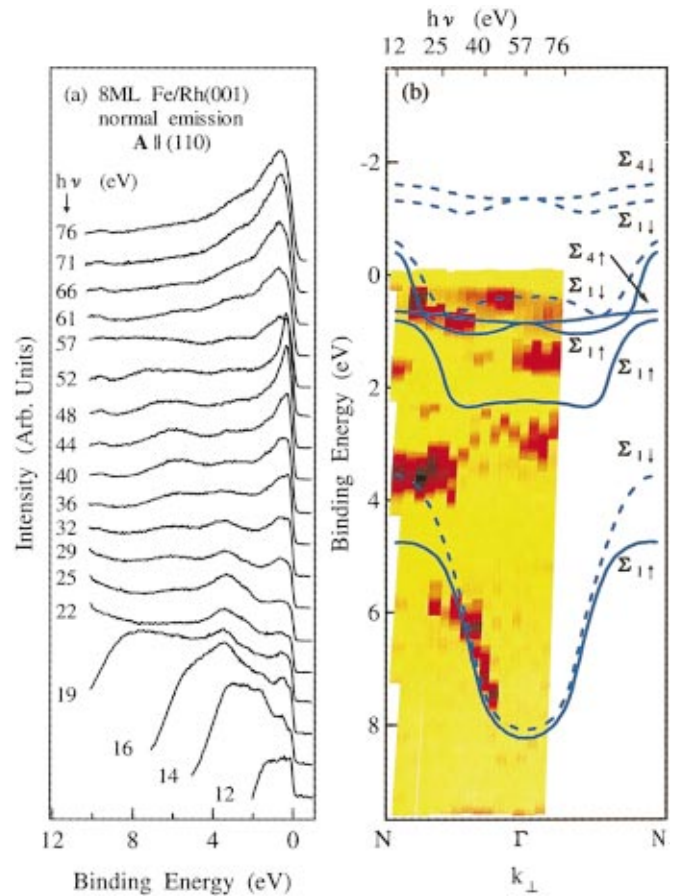 (a) 8ML Fe/Rh(001)
normal emission
A || (110)
hν (eV)
76
71
66
61
57
52
48
44
40
36
32
29
25
22
19
16
14
12
Intensity (Arb. Units)
12 8 4 0
Binding Energy (eV)
hν (eV)
12 25 40 57 76
(b)
-2
0
2
4
6
8
Binding Energy (eV)
Σ4↓
Σ1↓
Σ4↑
Σ1↓
Σ1↑
Σ1↑
Σ1↓
Σ1↑
N Γ N
k⊥